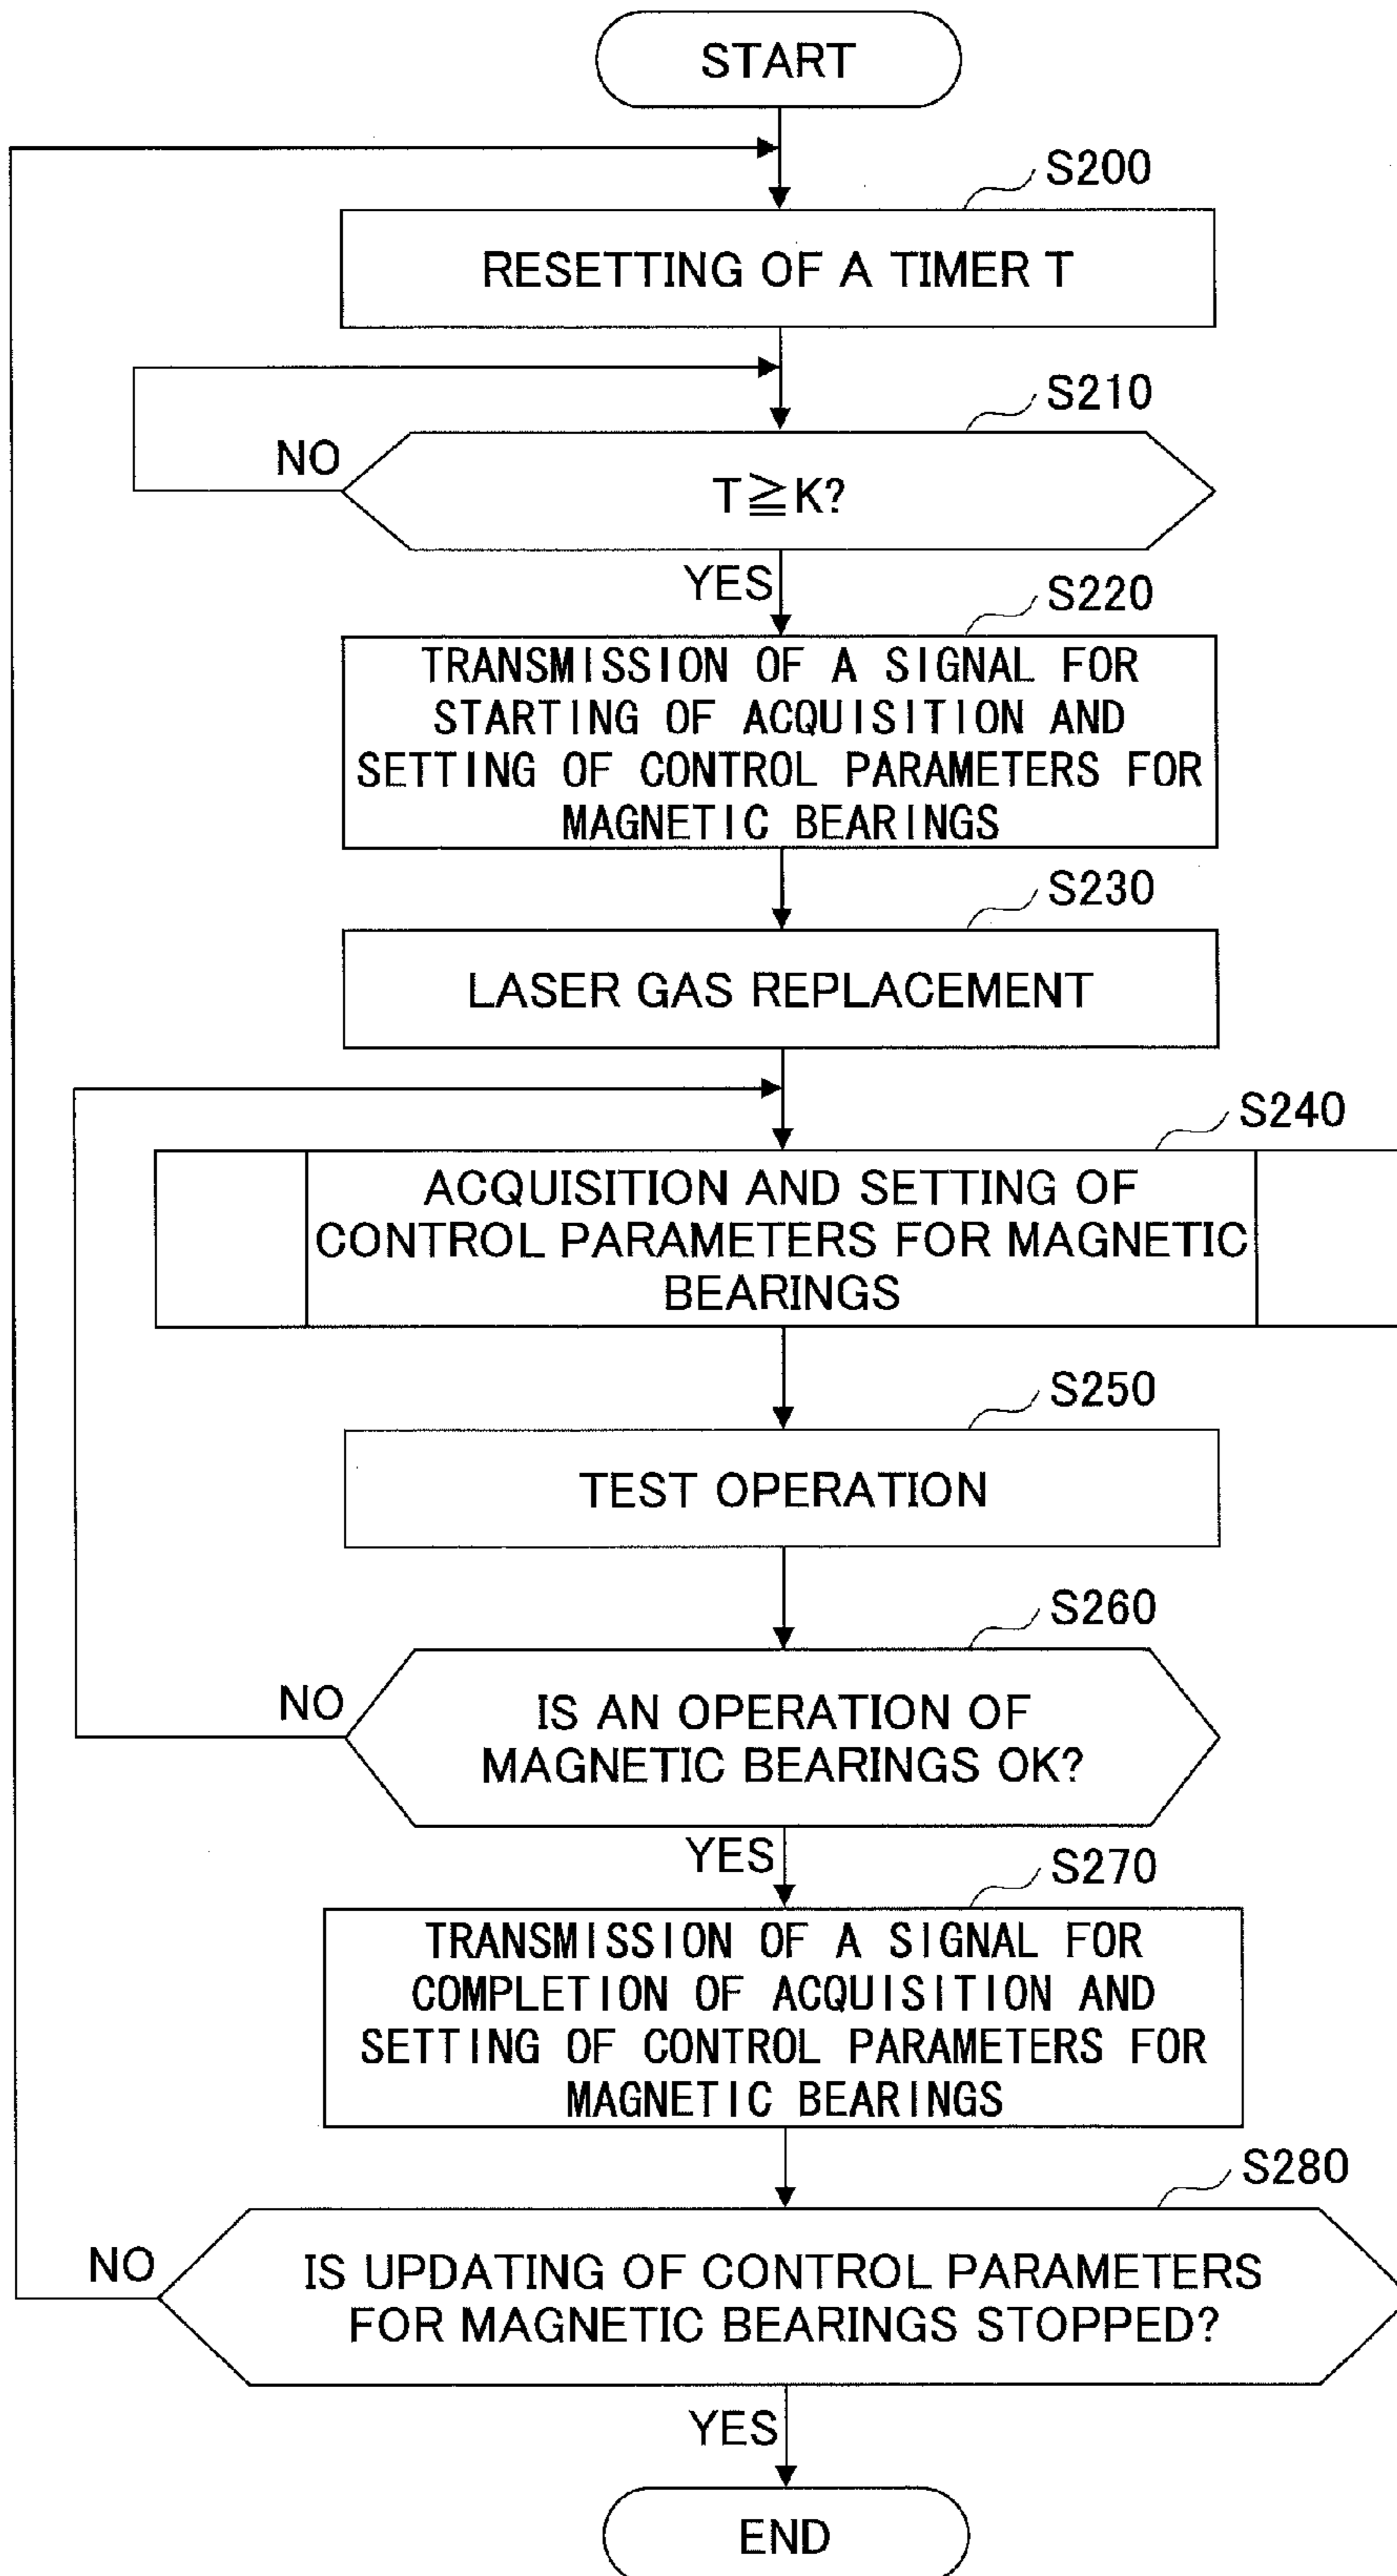 START
S200
RESETTING OF A TIMER T
S210
NO
T≧K?
YES
S220
TRANSMISSION OF A SIGNAL FOR
STARTING OF ACQUISITION AND
SETTING OF CONTROL PARAMETERS FOR
MAGNETIC BEARINGS
S230
LASER GAS REPLACEMENT
S240
ACQUISITION AND SETTING OF
CONTROL PARAMETERS FOR MAGNETIC
BEARINGS
S250
TEST OPERATION
S260
NO
IS AN OPERATION OF
MAGNETIC BEARINGS OK?
YES
S270
TRANSMISSION OF A SIGNAL FOR
COMPLETION OF ACQUISITION AND
SETTING OF CONTROL PARAMETERS FOR
MAGNETIC BEARINGS
S280
NO
IS UPDATING OF CONTROL PARAMETERS
FOR MAGNETIC BEARINGS STOPPED?
YES
END